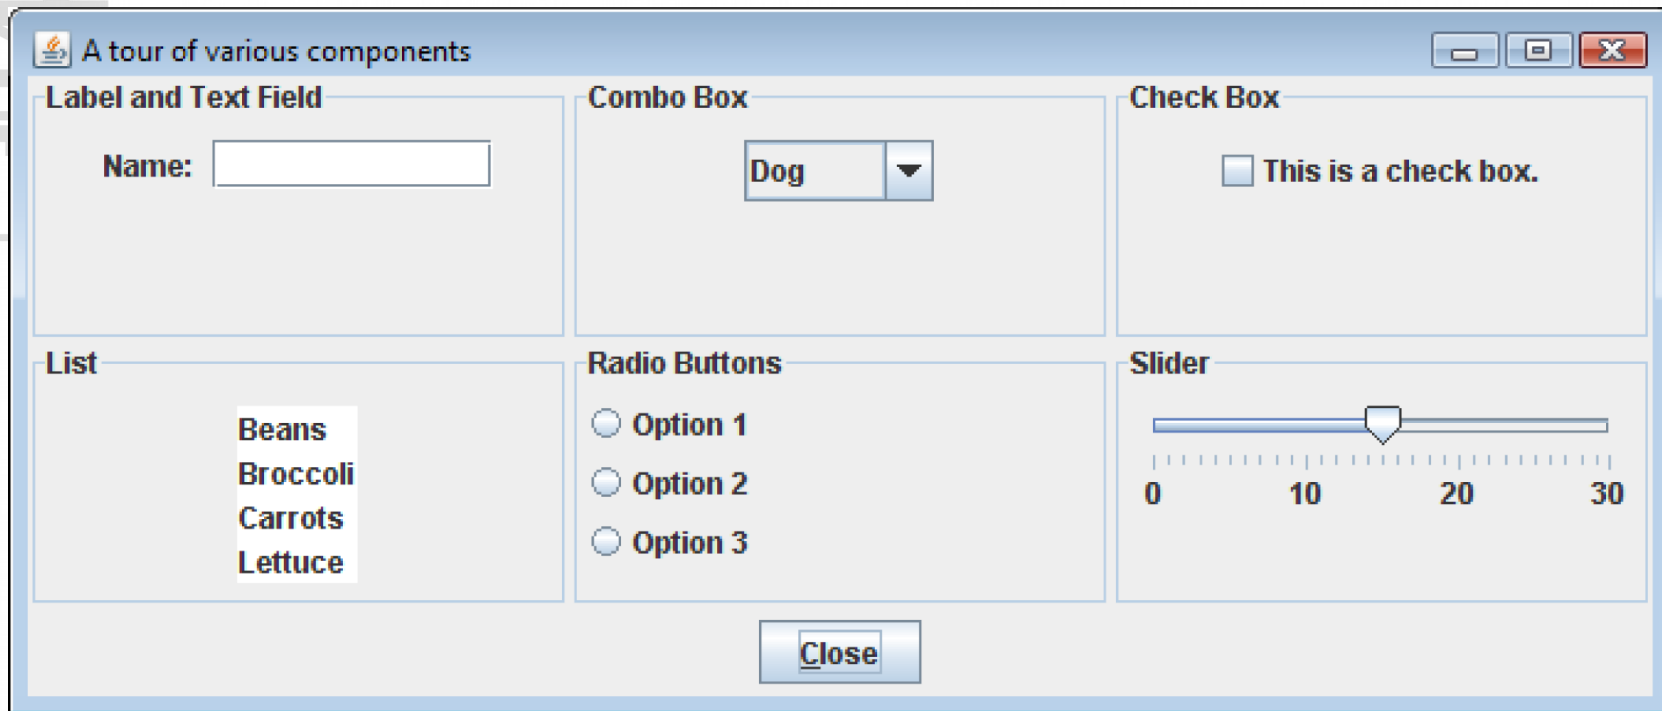 A tour of various components
Label and Text Field
Name:
Combo Box
Dog
Check Box
This is a check box.
List
Beans
Broccoli
Carrots
Lettuce
Radio Buttons
Option 1
Option 2
Option 3
Slider
0 10 20 30
Close